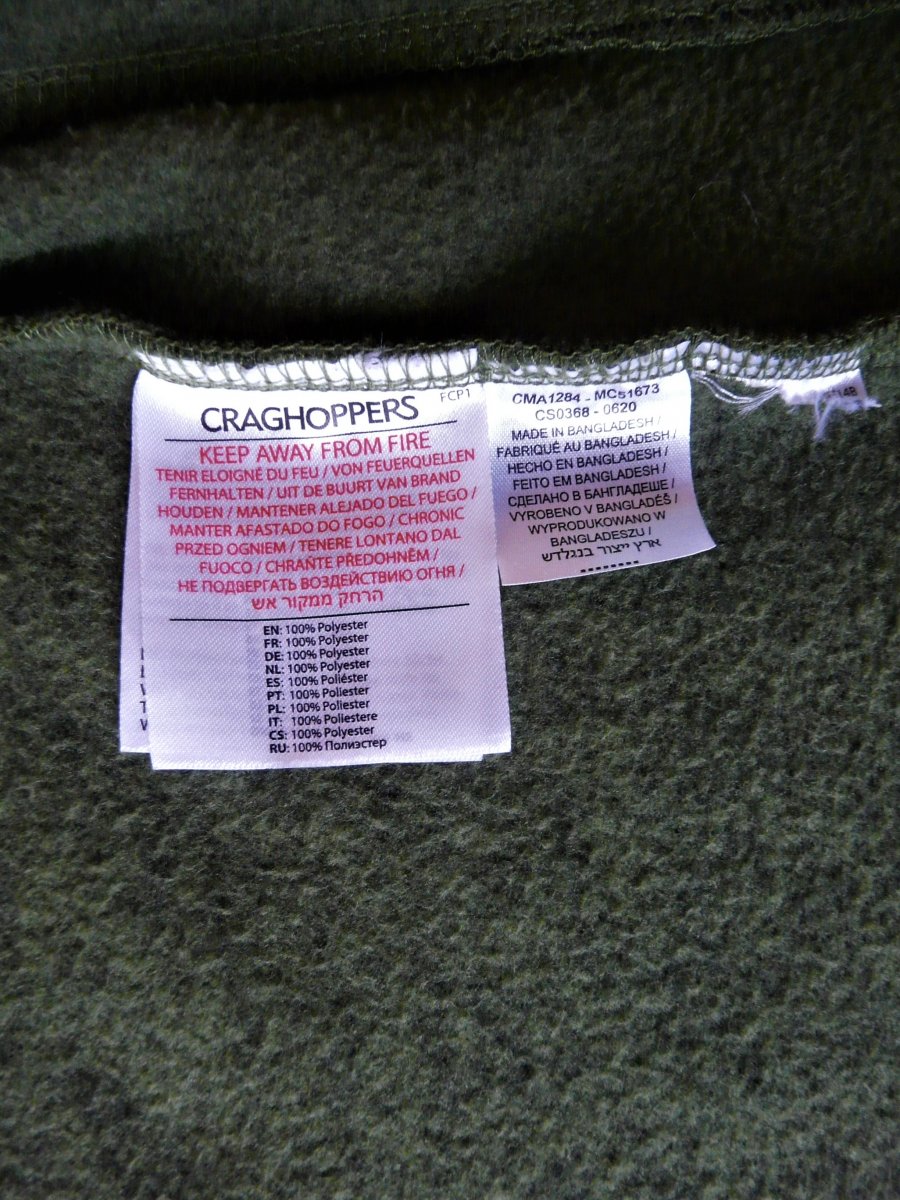 CRAGHOPPERS
FCP1
KEEP AWAY FROM FIRE
TENIR ELOIGNÉ DU FEU / VON FEUERQUELLEN
FERNHALTEN / UIT DE BUURT VAN BRAND
HOUDEN / MANTENER ALEJADO DEL FUEGO /
MANTER AFASTADO DO FOGO / CHRONIC
PRZED OGNIEM / TENERE LONTANO DAL
FUOCO / CHRAŇTE PŘEDOHNĚM /
НЕ ПОДВЕРГАТЬ ВОЗДЕЙСТВИЮ ОГНЯ /
הרחק ממקור אש
EN: 100% Polyester
FR: 100% Polyester
DE: 100% Polyester
NL: 100% Polyester
ES: 100% Poliéster
PT: 100% Poliester
PL: 100% Poliester
IT: 100% Poliestere
CS: 100% Polyester
RU: 100% Полиэстер
CMA1284 - MC51673
CS0368 - 0620
MADE IN BANGLADESH /
FABRIQUÉ AU BANGLADESH /
HECHO EN BANGLADESH /
FEITO EM BANGLADESH /
СДЕЛАНО В БАНГЛАДЕШЕ /
VYROBENO V BANGLADÉŠ /
WYPRODUKOWANO W
BANGLADESZU /
ארץ ייצור בנגלדש